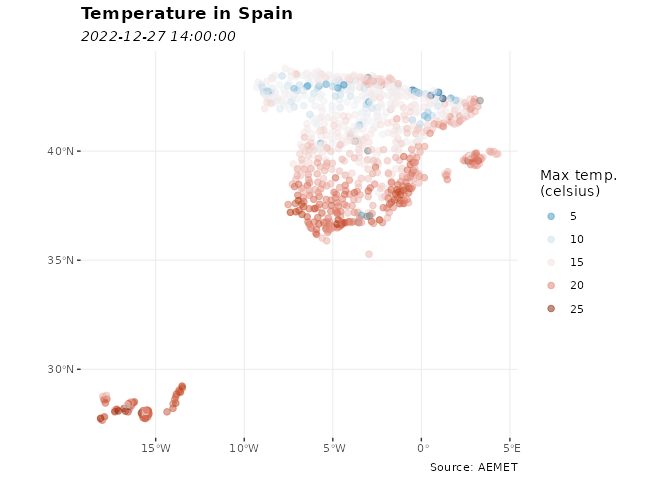 Temperature in Spain
2022-12-27 14:00:00
40°N
35°N
30°N
15°W
10°W
5°W
0°
5°E
Max temp.
(celsius)
5
10
15
20
25
Source: AEMET